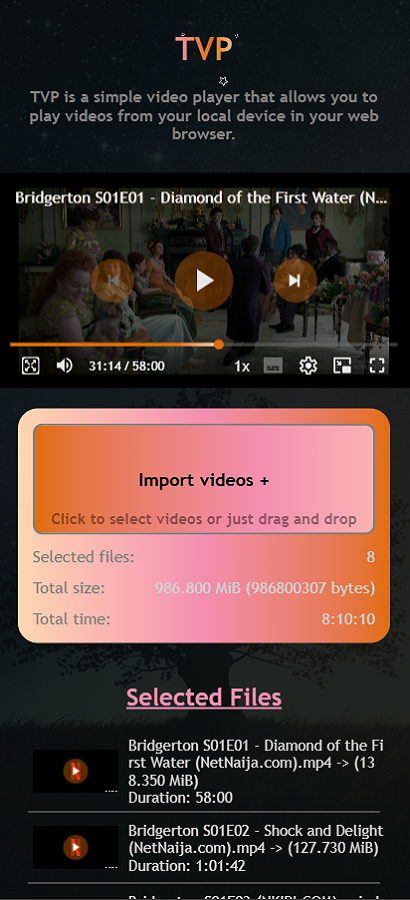 TVP
TVP is a simple video player that allows you to
play videos from your local device in your web
browser.
Bridgerton S01E01 - Diamond of the First Water (N...
31:14 / 58:00
1x
Import videos +
Click to select videos or just drag and drop
Selected files:
8
Total size:
986.800 MiB (986800307 bytes)
Total time:
8:10:10
Selected Files
Bridgerton S01E01 - Diamond of the Fi
rst Water (NetNaija.com).mp4 -> (13
8.350 MiB)
Duration: 58:00
Bridgerton S01E02 - Shock and Delight
(NetNaija.com).mp4 -> (127.730 MiB)
Duration: 1:01:42